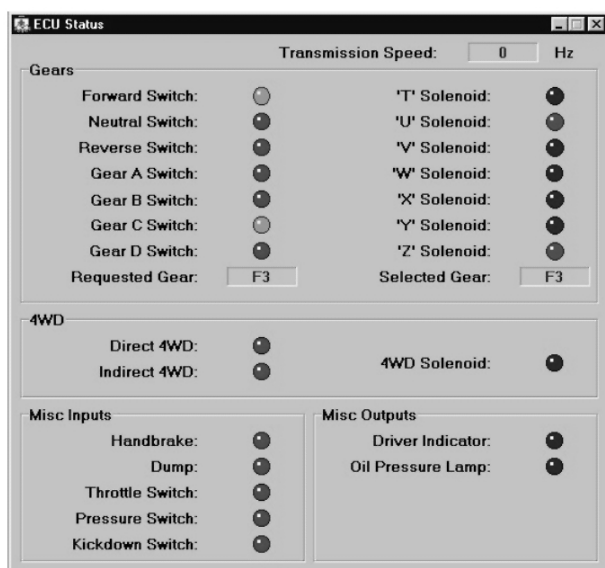 ECU Status
Transmission Speed: 0 Hz
Gears
Forward Switch: 'T' Solenoid:
Neutral Switch: 'U' Solenoid:
Reverse Switch: 'V' Solenoid:
Gear A Switch: 'W' Solenoid:
Gear B Switch: 'X' Solenoid:
Gear C Switch: 'Y' Solenoid:
Gear D Switch: 'Z' Solenoid:
Requested Gear: F3 Selected Gear: F3
4WD
Direct 4WD:
4WD Solenoid:
Indirect 4WD:
Misc Inputs
Handbrake:
Dump:
Throttle Switch:
Pressure Switch:
Kickdown Switch:
Misc Outputs
Driver Indicator:
Oil Pressure Lamp: